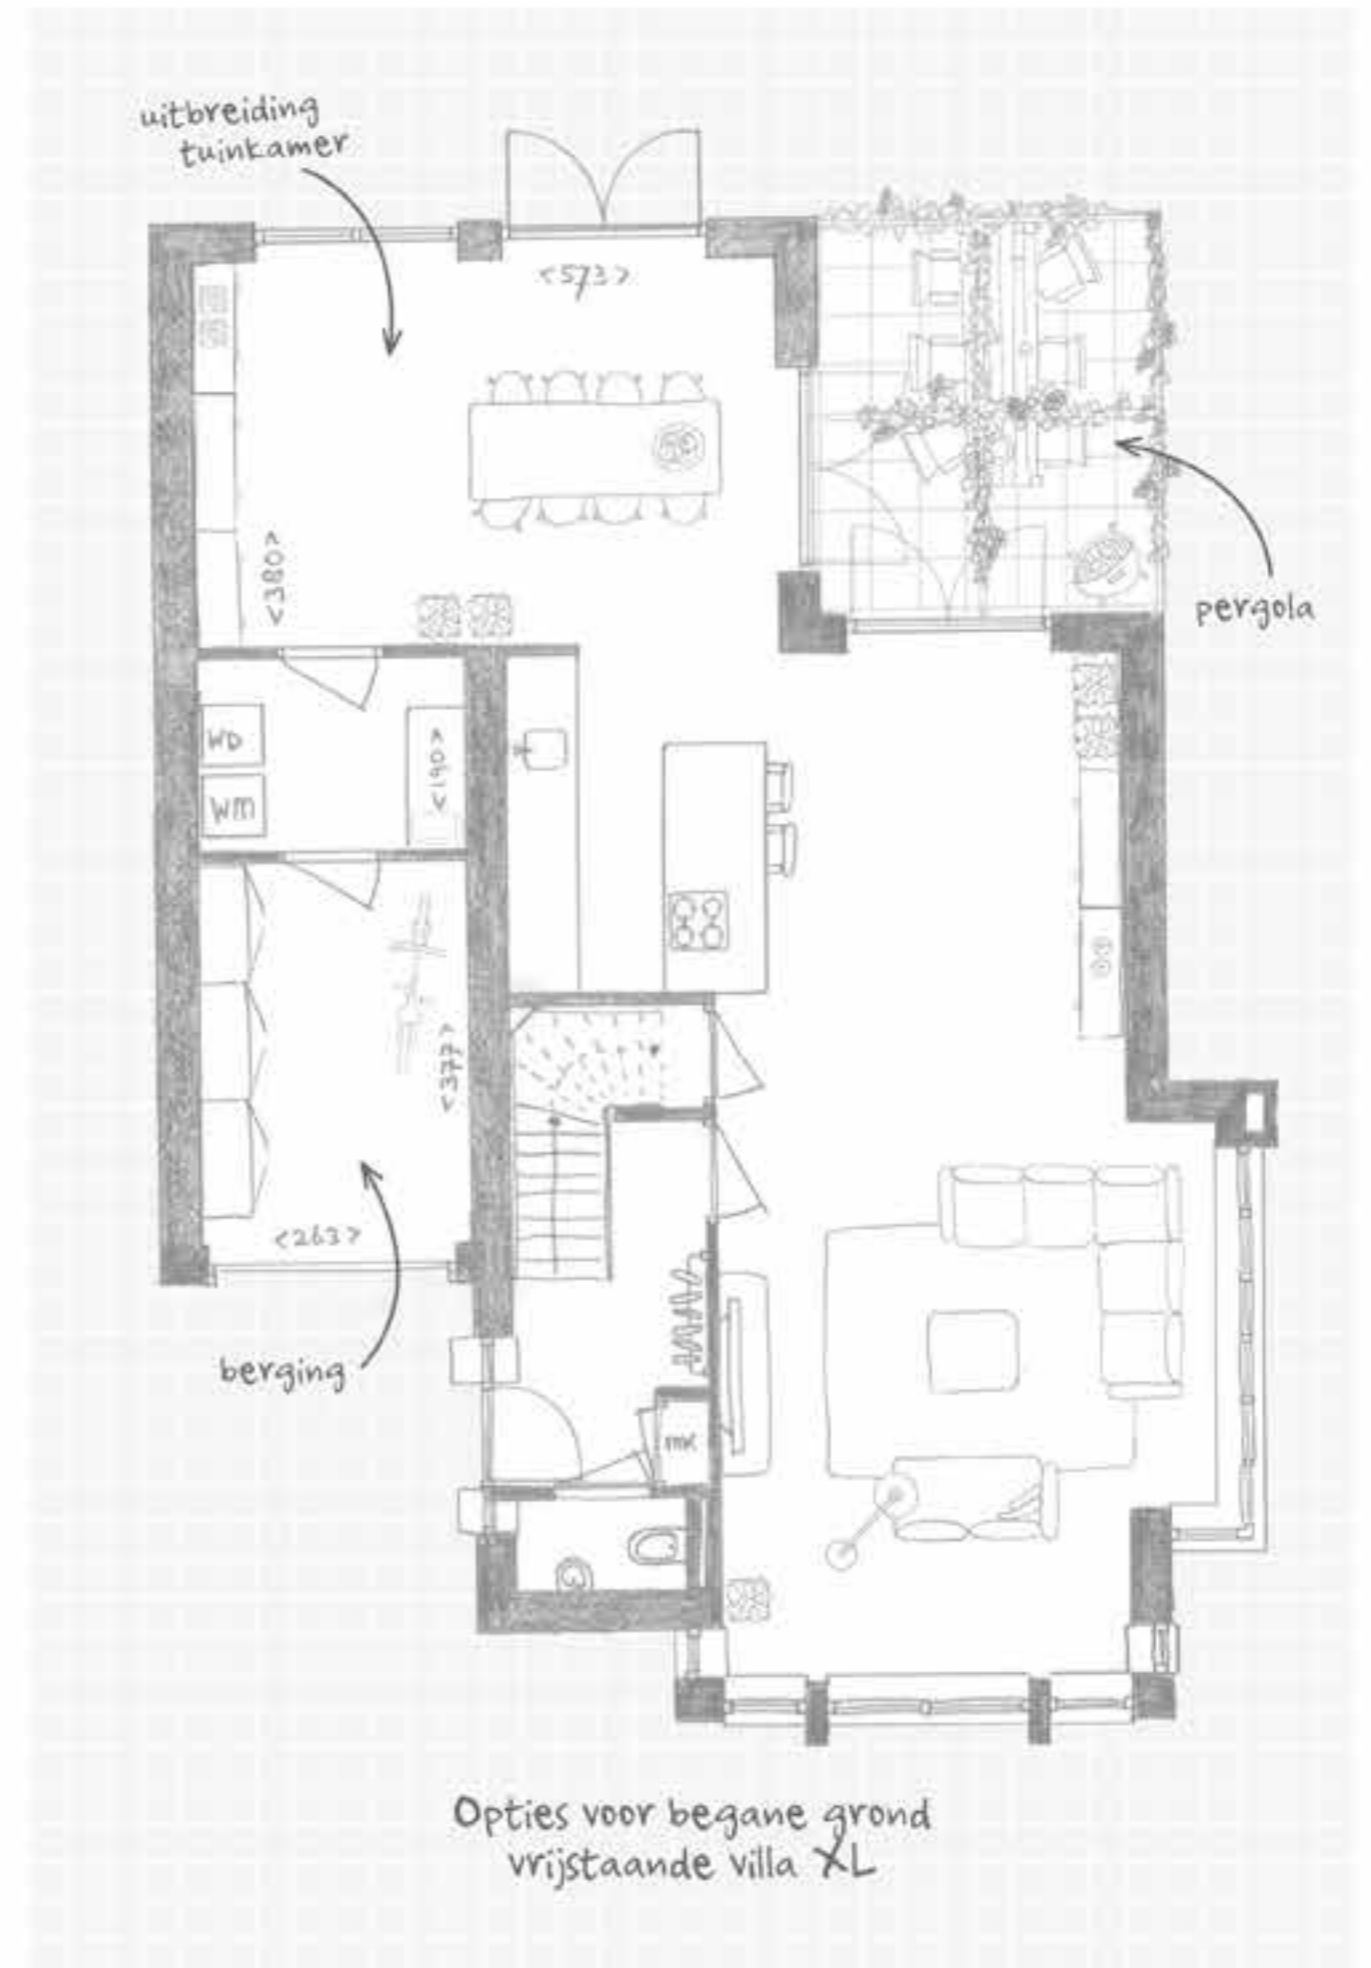 uitbreiding
tuinkamer
<573>
<380>
pergola
WD
WM
<190>
<377>
<263>
berging
MK
Opties voor begane grond
vrijstaande villa XL